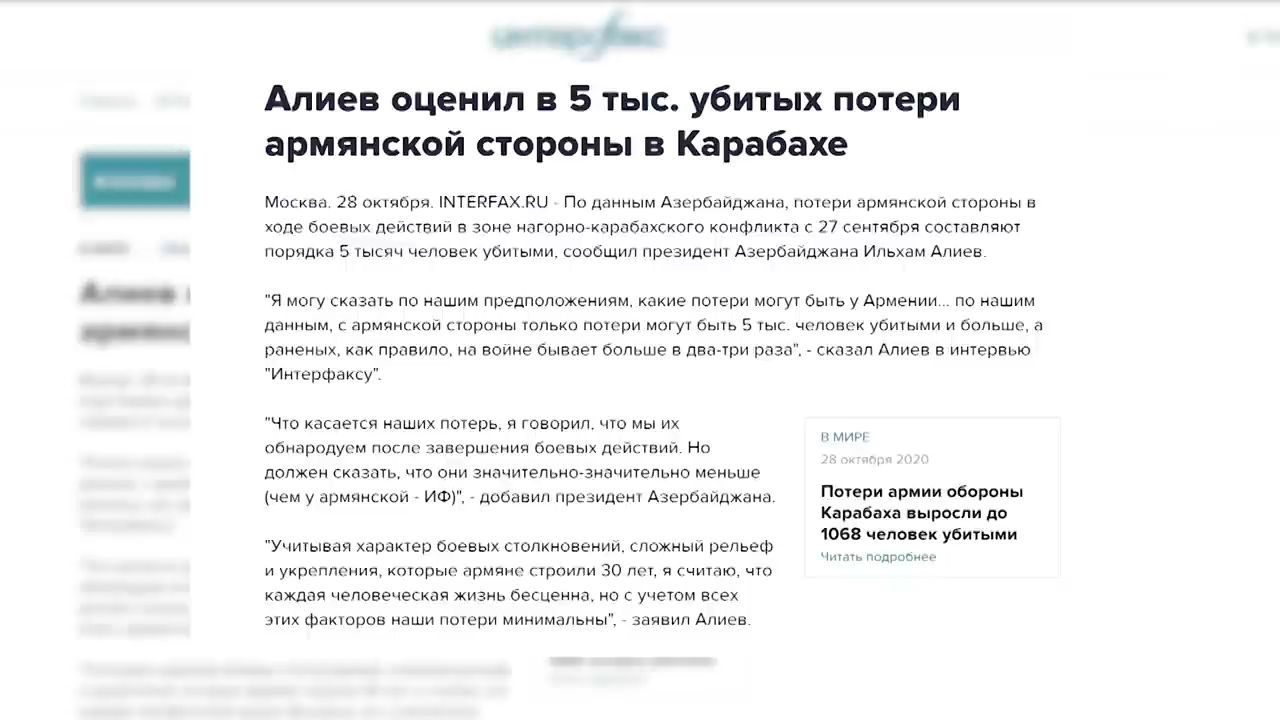 интерфакс
Алиев оценил в 5 тыс. убитых потери
армянской стороны в Карабахе
Москва. 28 октября. INTERFAX.RU - По данным Азербайджана, потери армянской стороны в
ходе боевых действий в зоне нагорно-карабахского конфликта с 27 сентября составляют
порядка 5 тысяч человек убитыми, сообщил президент Азербайджана Ильхам Алиев.
"Я могу сказать по нашим предположениям, какие потери могут быть у Армении... по нашим
данным, с армянской стороны только потери могут быть 5 тыс. человек убитыми и больше, а
раненых, как правило, на войне бывает больше в два-три раза", - сказал Алиев в интервью
"Интерфаксу".
"Что касается наших потерь, я говорил, что мы их
обнародуем после завершения боевых действий. Но
должен сказать, что они значительно-значительно меньше
(чем у армянской - ИФ)", - добавил президент Азербайджана.
"Учитывая характер боевых столкновений, сложный рельеф
и укрепления, которые армяне строили 30 лет, я считаю, что
каждая человеческая жизнь бесценна, но с учетом всех
этих факторов наши потери минимальны", - заявил Алиев.
В МИРЕ
28 октября 2020
Потери армии обороны
Карабаха выросли до
1068 человек убитыми
Читать подробнее